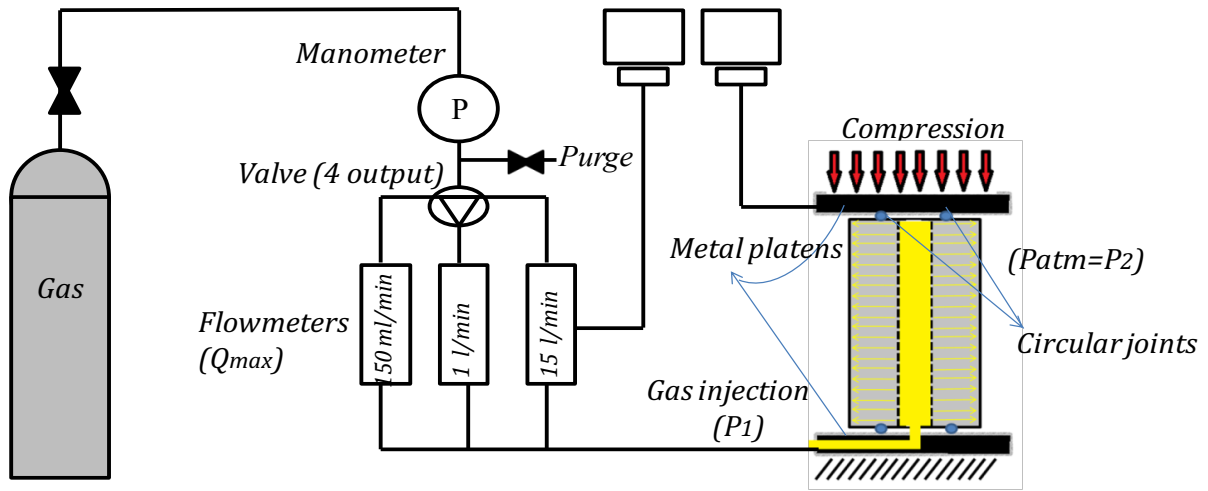 Manometer
P
Compression
Valve (4 output)
Purge
Metal platens
(Patm=P2)
Gas
Flowmeters
(Qmax)
150 ml/min
1 l/min
15 l/min
Circular joints
Gas injection
(P1)